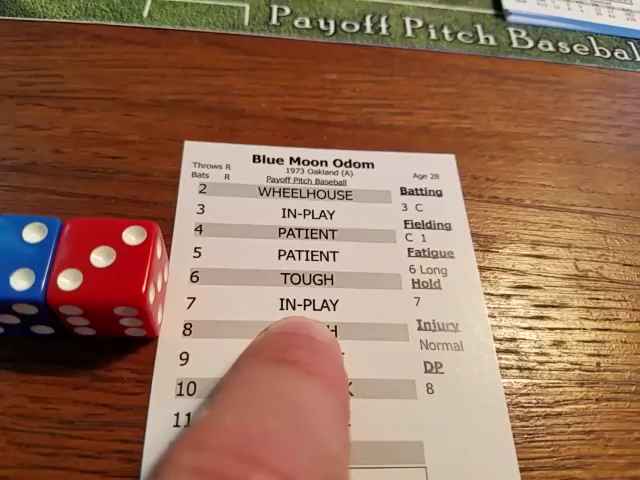 Payoff Pitch Basebal
Blue Moon Odom
1973 Oakland (A)
Payoff Pitch Baseball
Throws R
Bats R
Age 28
2 WHEELHOUSE
3 IN-PLAY
4 PATIENT
5 PATIENT
6 TOUGH
7 IN-PLAY
8 H
9
10 K
11
Batting
3 C
Fielding
C 1
Fatigue
6 Long
Hold
7
Injury
Normal
DP
8